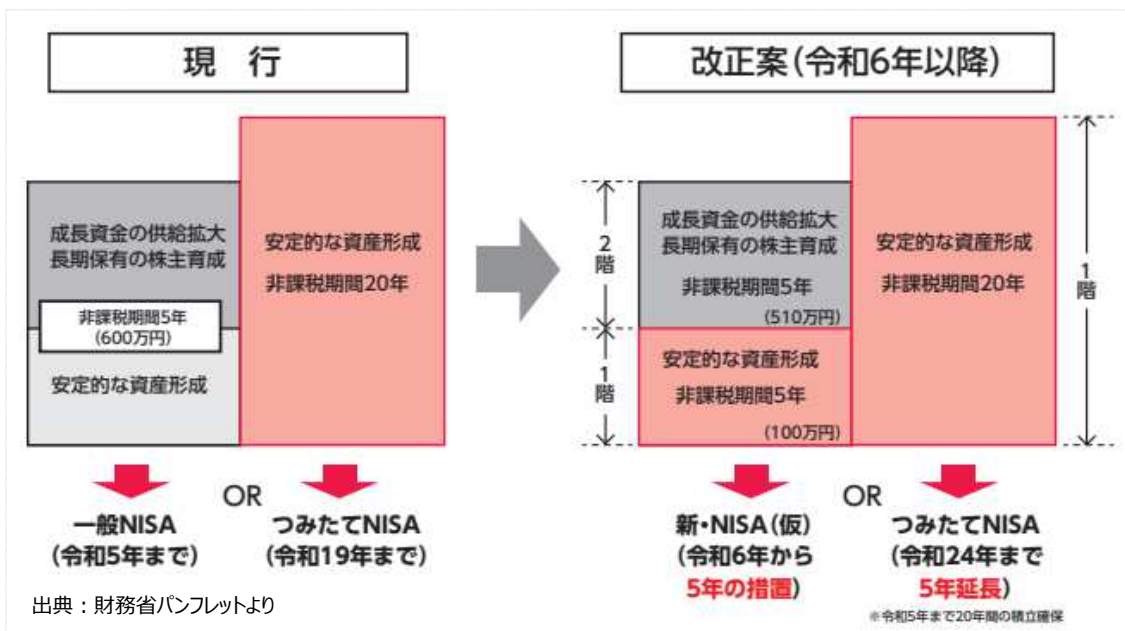 現 行
成長資金の供給拡大
長期保有の株主育成
非課税期間5年
(600万円)
安定的な資産形成
安定的な資産形成
非課税期間20年
一般NISA
(令和5年まで)
OR
つみたてNISA
(令和19年まで)
改正案(令和6年以降)
2階
1階
成長資金の供給拡大
長期保有の株主育成
非課税期間5年
(510万円)
安定的な資産形成
非課税期間5年
(100万円)
安定的な資産形成
非課税期間20年
1階
新・NISA(仮)
(令和6年から
5年の措置)
OR
つみたてNISA
(令和24年まで
5年延長)
※令和5年まで20年間の積立確保
出典：財務省パンフレットより